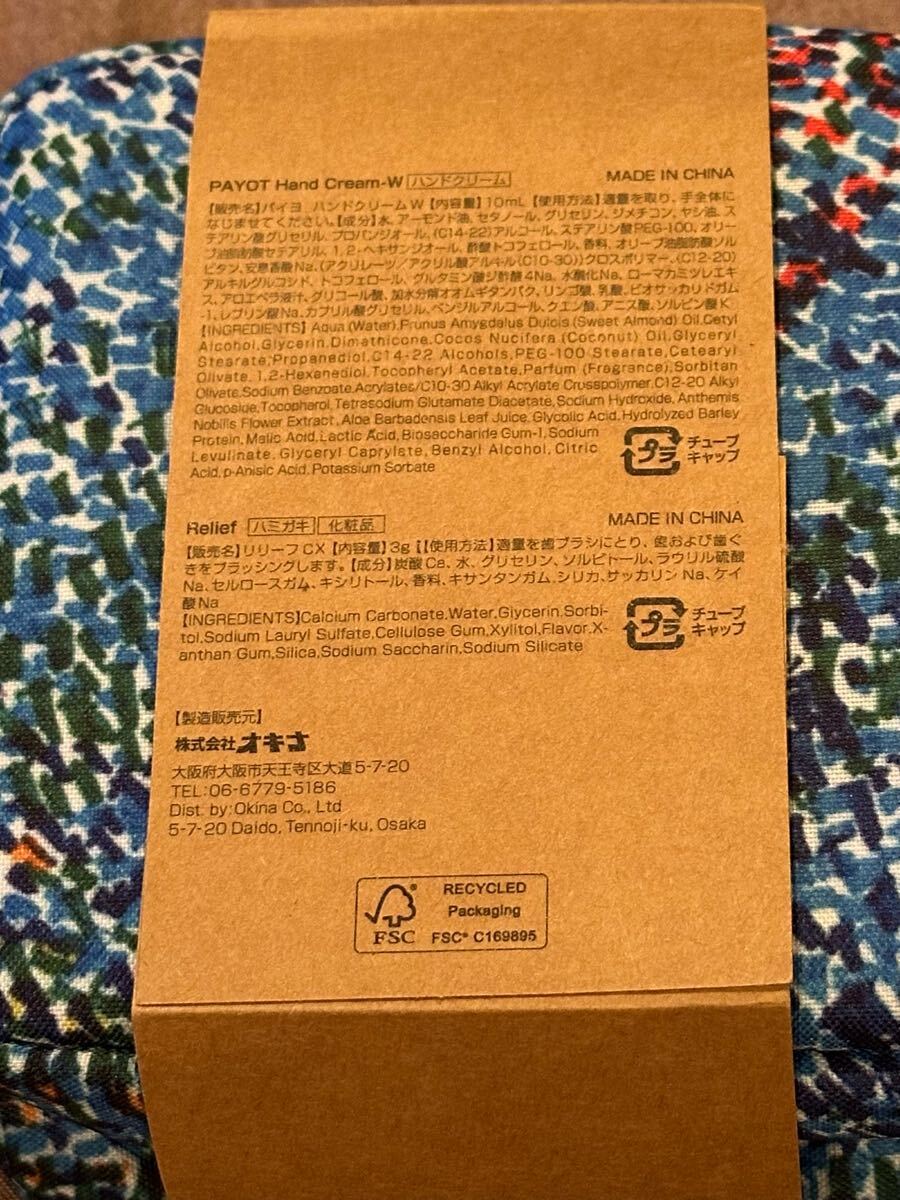 PAYOT Hand Cream-W ハンドクリーム MADE IN CHINA
【販売名】パイヨ ハンドクリームW【内容量】10mL【使用方法】適量を取り、手全体に
なじませてください。【成分】水、アーモンド油、セタノール、グリセリン、ジメチコン、ヤシ油、ス
テアリン酸グリセリル、プロパンジオール、(C14-22)アルコール、ステアリン酸PEG-100、オリー
ブ油脂肪酸セテアリル、1,2-ヘキサンジオール、酢酸トコフェロール、香料、オリーブ油脂肪酸ソル
ビタン、安息香酸Na、(アクリレーツ/アクリル酸アルキル(C10-30))クロスポリマー、(C12-20)
アルキルグルコシド、トコフェロール、グルタミン酸ジ酢酸4Na、水酸化Na、ローマカミツレエキ
ス、アロエベラ液汁、グリコール酸、加水分解オオムギタンパク、リンゴ酸、乳酸、ビオサッカリドガム
-1、レブリン酸Na、カプリル酸グリセリル、ベンジルアルコール、クエン酸、アニス酸、ソルビン酸K
【INGREDIENTS】Aqua (Water),Prunus Amygdalus Dulcis (Sweet Almond) Oil,Cetyl
Alcohol,Glycerin,Dimethicone,Cocos Nucifera (Coconut) Oil,Glyceryl
Stearate,Propanediol,C14-22 Alcohols,PEG-100 Stearate,Cetearyl
Olivate,1,2-Hexanediol,Tocopheryl Acetate,Parfum (Fragrance),Sorbitan
Olivate,Sodium Benzoate,Acrylates/C10-30 Alkyl Acrylate Crosspolymer,C12-20 Alkyl
Glucoside,Tocopherol,Tetrasodium Glutamate Diacetate,Sodium Hydroxide,Anthemis
Nobilis Flower Extract,Aloe Barbadensis Leaf Juice,Glycolic Acid,Hydrolyzed Barley
Protein,Malic Acid,Lactic Acid,Biosaccharide Gum-1,Sodium
Levulinate,Glyceryl Caprylate,Benzyl Alcohol,Citric
Acid,p-Anisic Acid,Potassium Sorbate
プラ チューブ
キャップ
Relief ハミガキ 化粧品 MADE IN CHINA
【販売名】リリーフCX【内容量】3g【【使用方法】適量を歯ブラシにとり、歯および歯ぐ
きをブラッシングします。【成分】炭酸Ca、水、グリセリン、ソルビトール、ラウリル硫酸
Na、セルロースガム、キシリトール、香料、キサンタンガム、シリカ、サッカリンNa、ケイ
酸Na
【INGREDIENTS】Calcium Carbonate,Water,Glycerin,Sorbi-
tol,Sodium Lauryl Sulfate,Cellulose Gum,Xylitol,Flavor,X-
anthan Gum,Silica,Sodium Saccharin,Sodium Silicate
プラ チューブ
キャップ
【製造販売元】
株式会社オキナ
大阪府大阪市天王寺区大道5-7-20
TEL:06-6779-5186
Dist. by:Okina Co., Ltd
5-7-20 Daido, Tennoji-ku, Osaka
RECYCLED
Packaging
FSC FSC® C169895